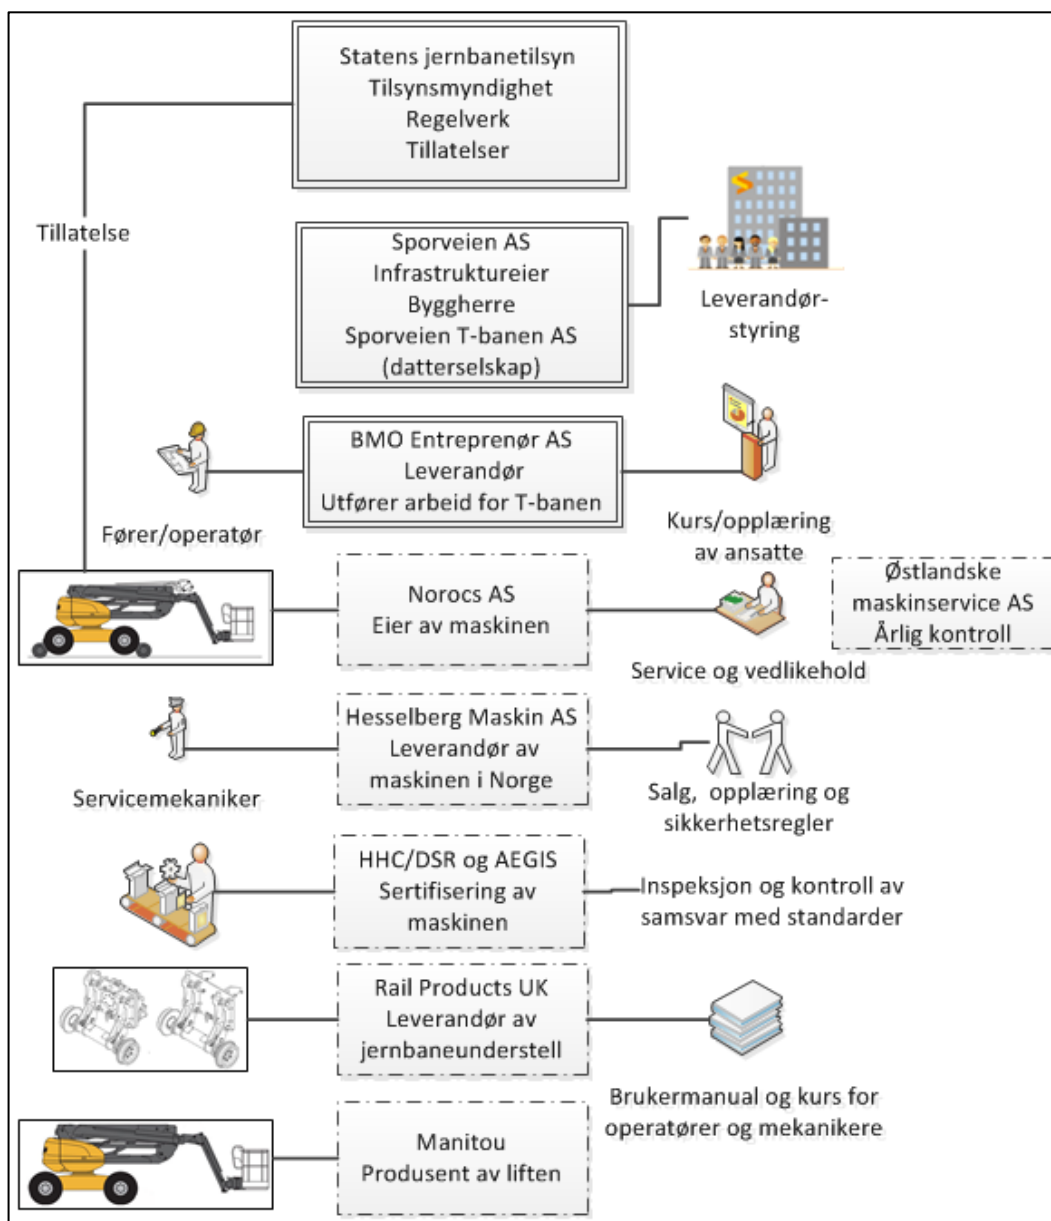 Statens jernbanetilsyn
Tilsynsmyndighet
Regelverk
Tillatelser
Tillatelse
Sporveien AS
Infrastruktureier
Byggherre
Sporveien T-banen AS
(datterselskap)
Leverandør-
styring
BMO Entreprenør AS
Leverandør
Utfører arbeid for T-banen
Fører/operatør
Kurs/opplæring
av ansatte
Norocs AS
Eier av maskinen
Østlandske
maskinservice AS
Årlig kontroll
Service og vedlikehold
Hesselberg Maskin AS
Leverandør av
maskinen i Norge
Servicemekaniker
Salg, opplæring og
sikkerhetsregler
HHC/DSR og AEGIS
Sertifisering av
maskinen
Inspeksjon og kontroll av
samsvar med standarder
Rail Products UK
Leverandør av
jernbaneunderstell
Brukermanual og kurs for
operatører og mekanikere
Manitou
Produsent av liften